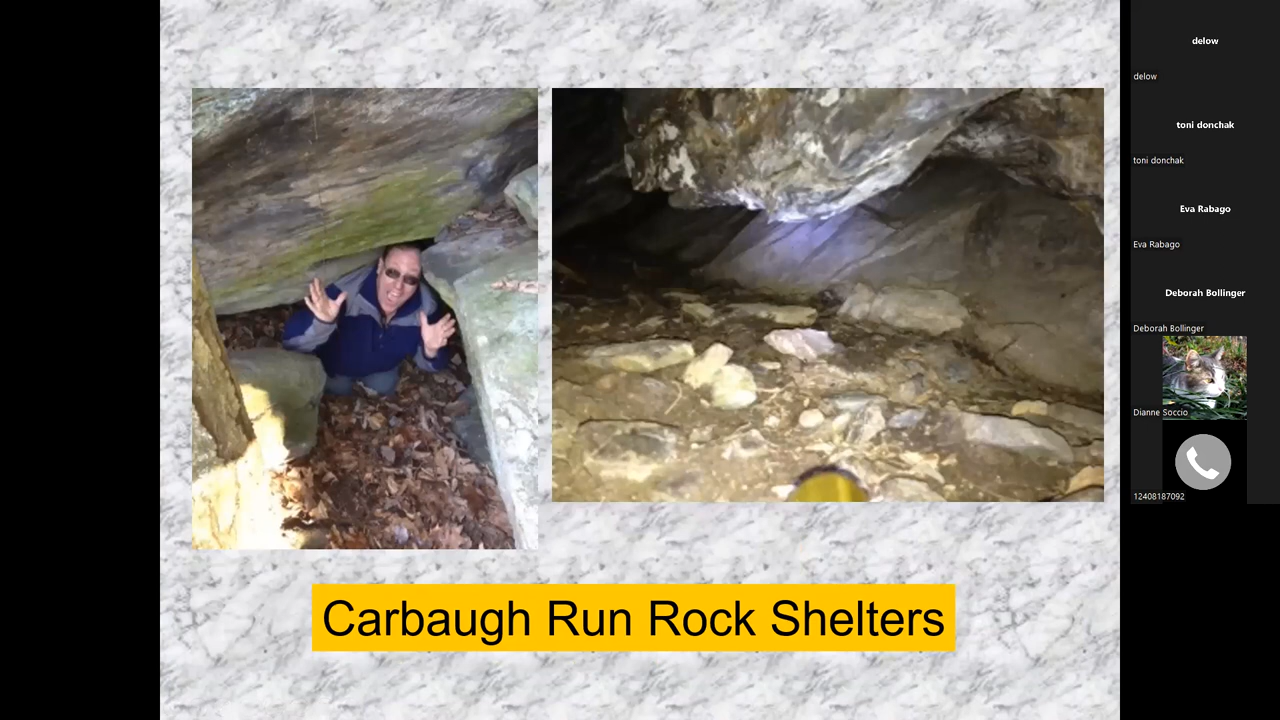 Carbaugh Run Rock Shelters
delow
delow
toni donchak
toni donchak
Eva Rabago
Eva Rabago
Deborah Bollinger
Deborah Bollinger
Dianne Soccio
12408187092